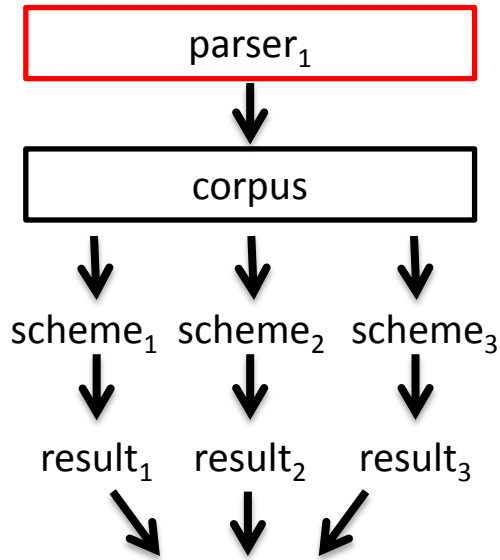 parser₁
corpus
scheme₁ scheme₂ scheme₃
result₁ result₂ result₃